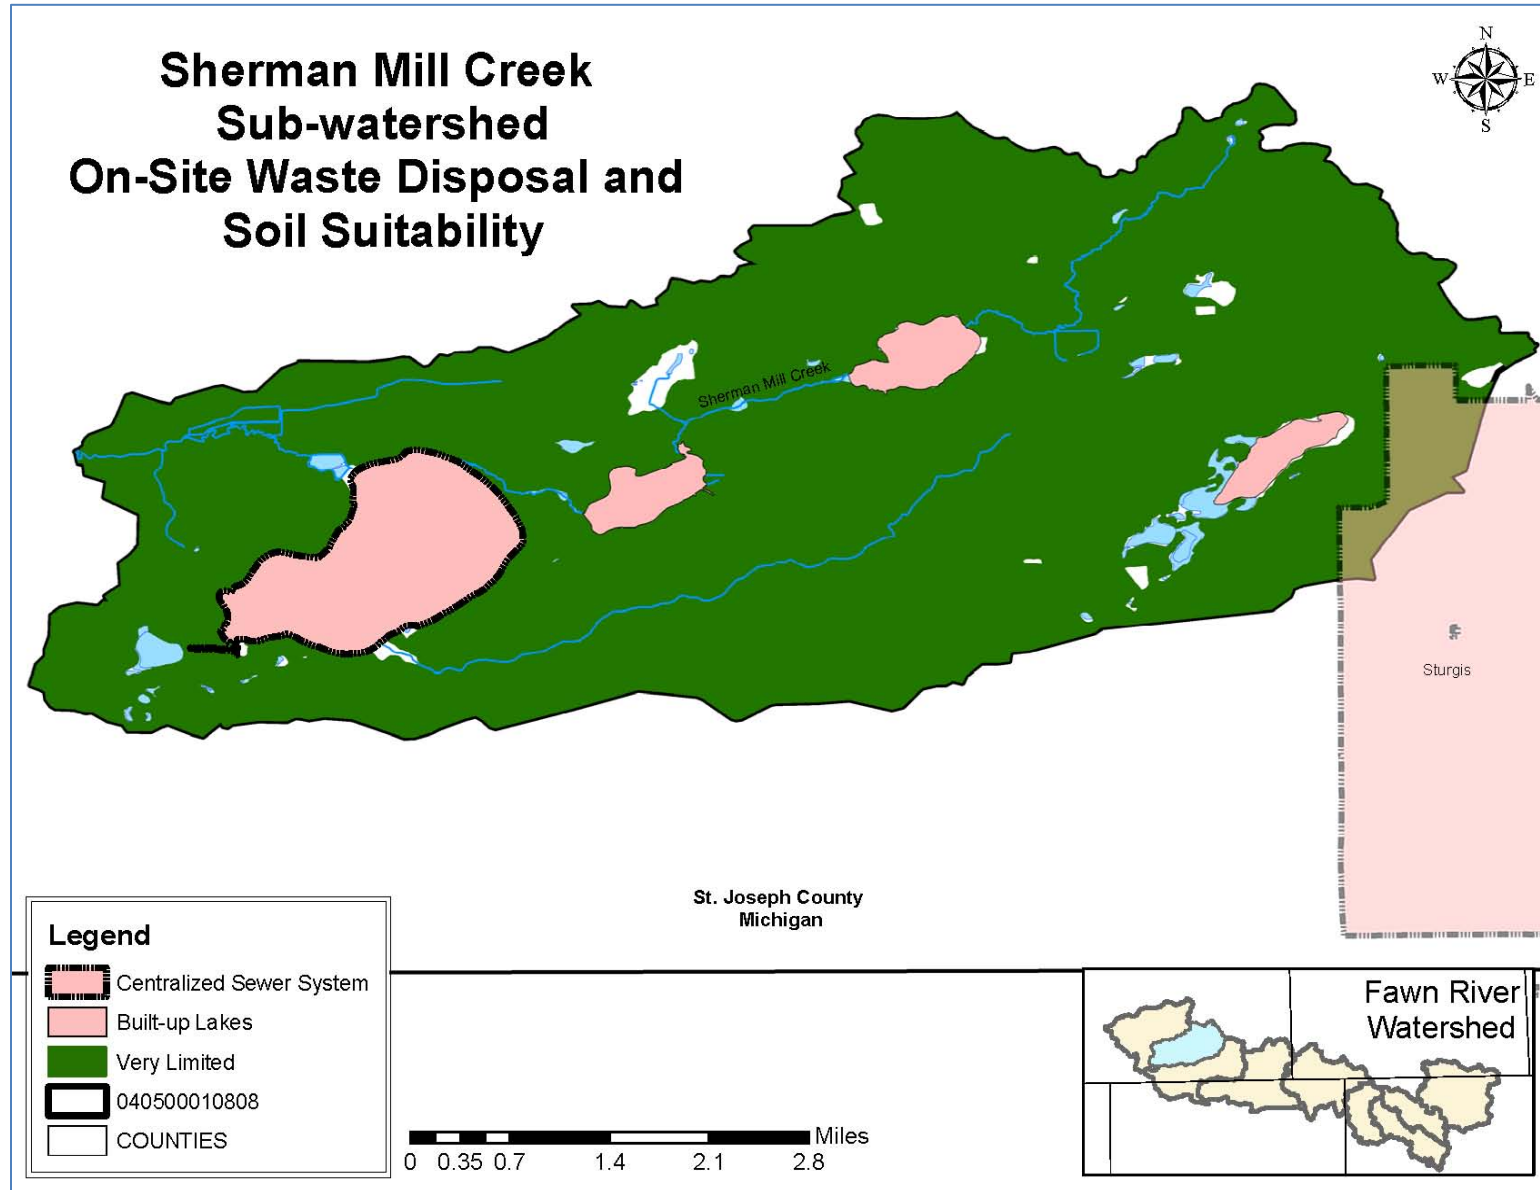 Sherman Mill Creek
Sub-watershed
On-Site Waste Disposal and
Soil Suitability
N
W
E
S
Sherman Mill Creek
Sturgis
St. Joseph County
Michigan
Legend
Centralized Sewer System
Built-up Lakes
Very Limited
040500010808
COUNTIES
Miles
0 0.35 0.7 1.4 2.1 2.8
Fawn River
Watershed